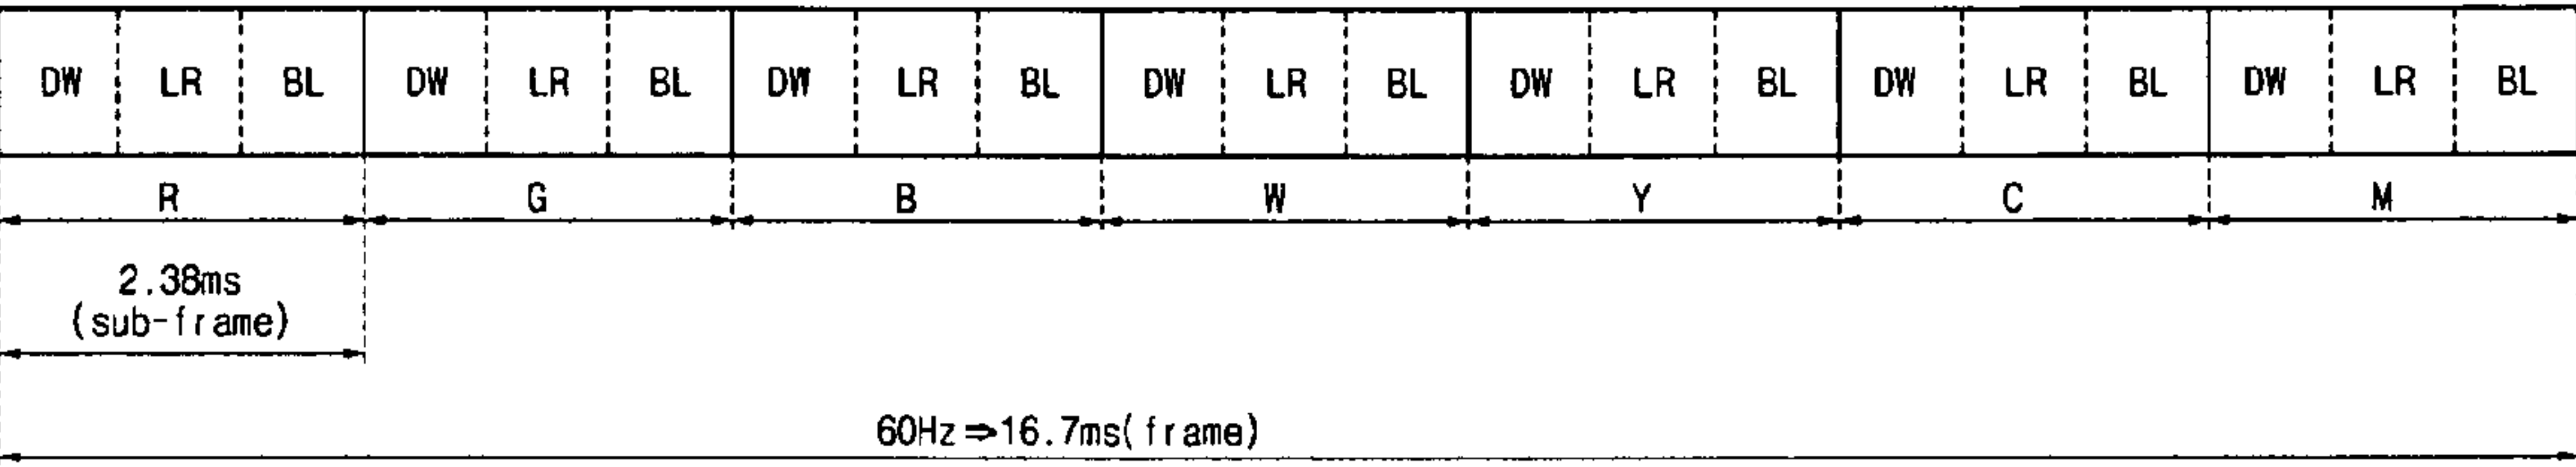 DW LR BL DW LR BL DW LR BL DW LR BL DW LR BL DW LR BL DW LR BL
R G B W Y C M
2.38ms
(sub-frame)
60Hz⇒16.7ms(frame)